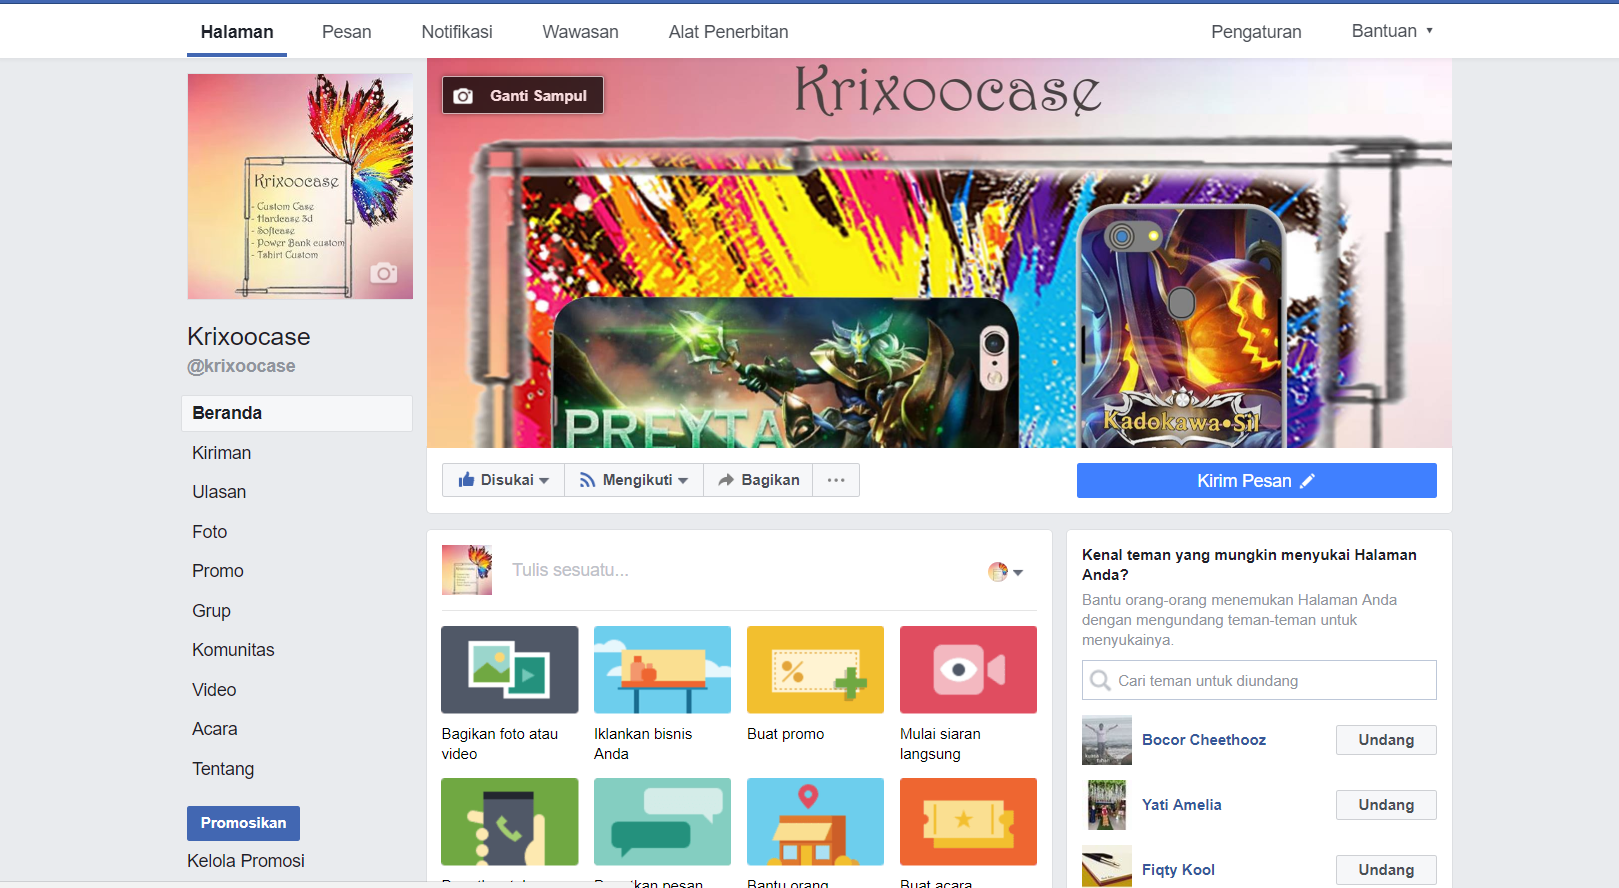 Halaman
Pesan
Notifikasi
Wawasan
Alat Penerbitan
Pengaturan
Bantuan
Krixoocase
- Custom Case
- Hardcase 3d
- Softcase
- Power Bank custom
- Tshirt Custom
Krixoocase
@krixoocase
Beranda
Kiriman
Ulasan
Foto
Promo
Grup
Komunitas
Video
Acara
Tentang
Promosikan
Kelola Promosi
Ganti Sampul
Krixoocase
PREYTA
Kadokawa•Sil
Disukai
Mengikuti
Bagikan
Kirim Pesan
Tulis sesuatu...
Bagikan foto atau
video
Iklankan bisnis
Anda
Buat promo
Mulai siaran
langsung
Bantu orang
Buat acara
Kenal teman yang mungkin menyukai Halaman
Anda?
Bantu orang-orang menemukan Halaman Anda
dengan mengundang teman-teman untuk
menyukainya.
Cari teman untuk diundang
Bocor Cheethooz
Undang
Yati Amelia
Undang
Fiqty Kool
Undang